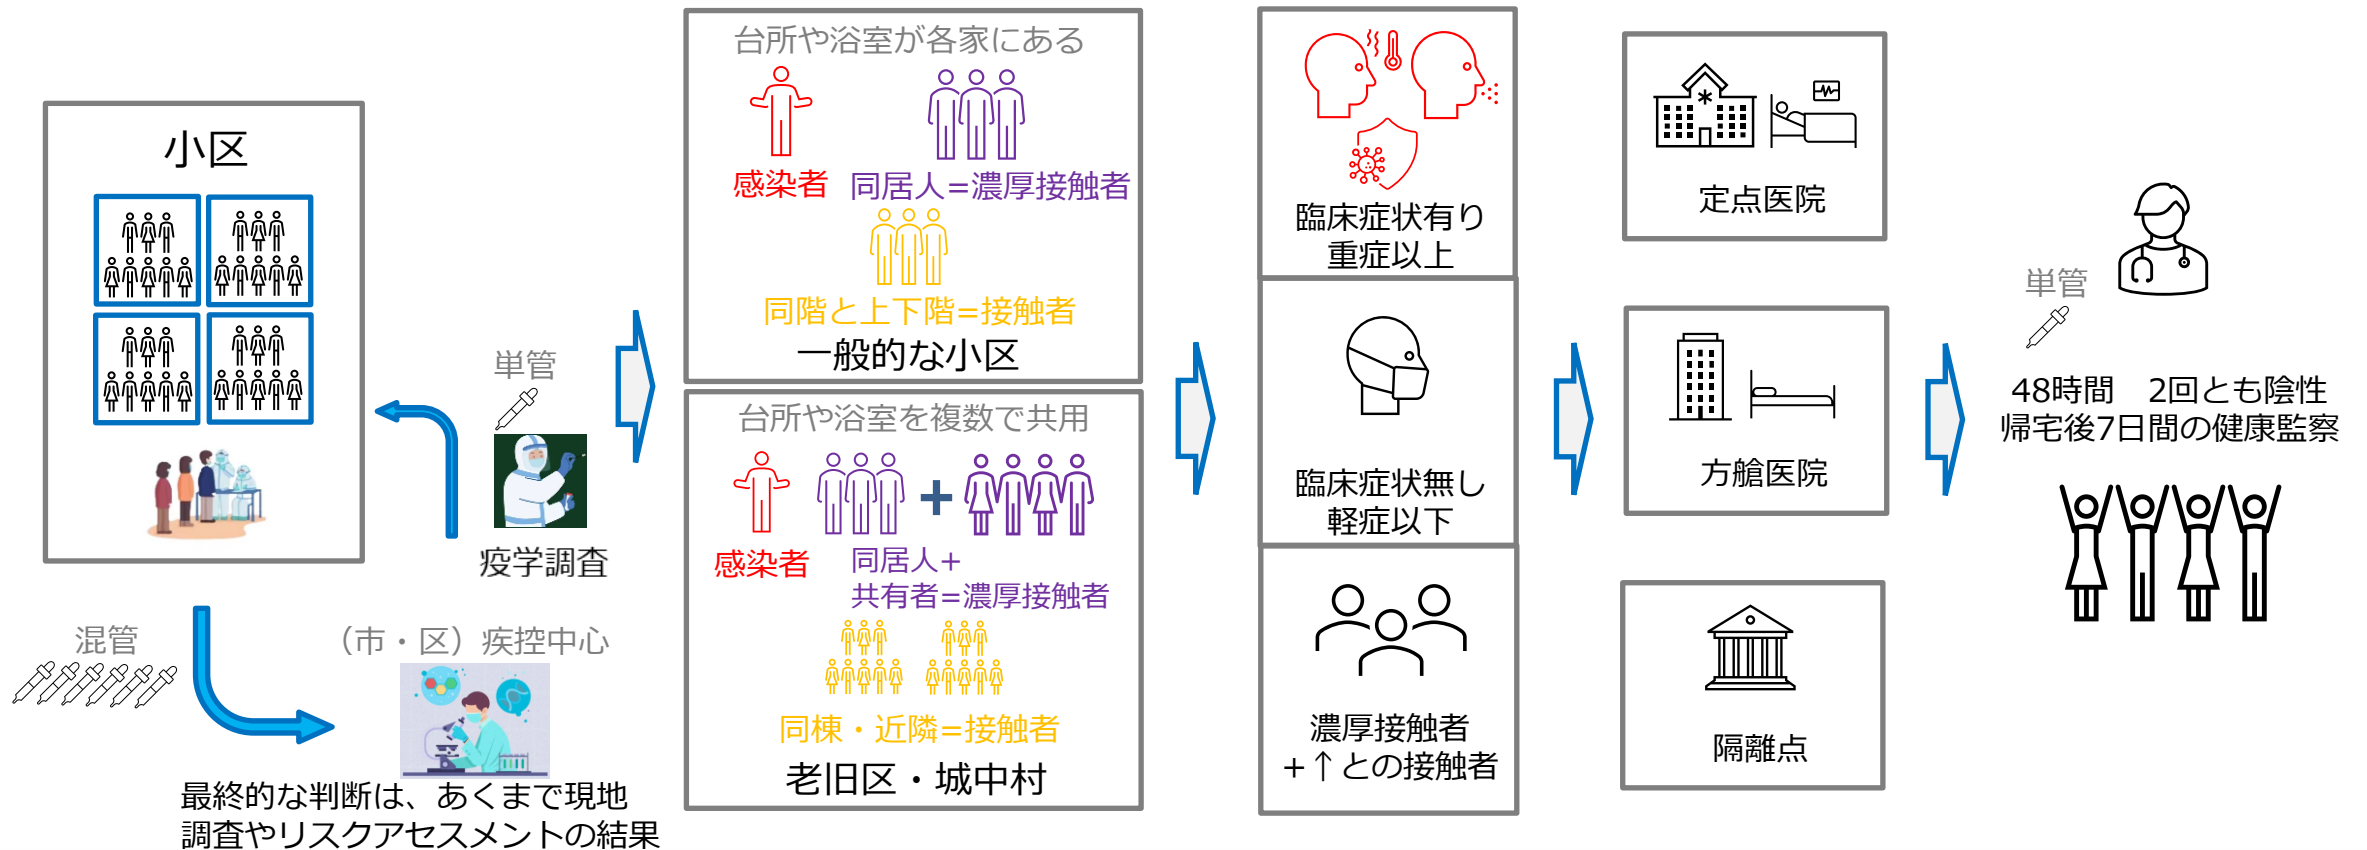 小区
単管
疫学調査
混管
（市・区）疾控中心
最終的な判断は、あくまで現地
調査やリスクアセスメントの結果
台所や浴室が各家にある
感染者
同居人=濃厚接触者
同階と上下階=接触者
一般的な小区
台所や浴室を複数で共用
感染者
同居人+
共有者=濃厚接触者
同棟・近隣=接触者
老旧区・城中村
臨床症状有り
重症以上
臨床症状無し
軽症以下
濃厚接触者
+↑との接触者
定点医院
方艙医院
隔離点
単管
48時間　2回とも陰性
帰宅後7日間の健康監察